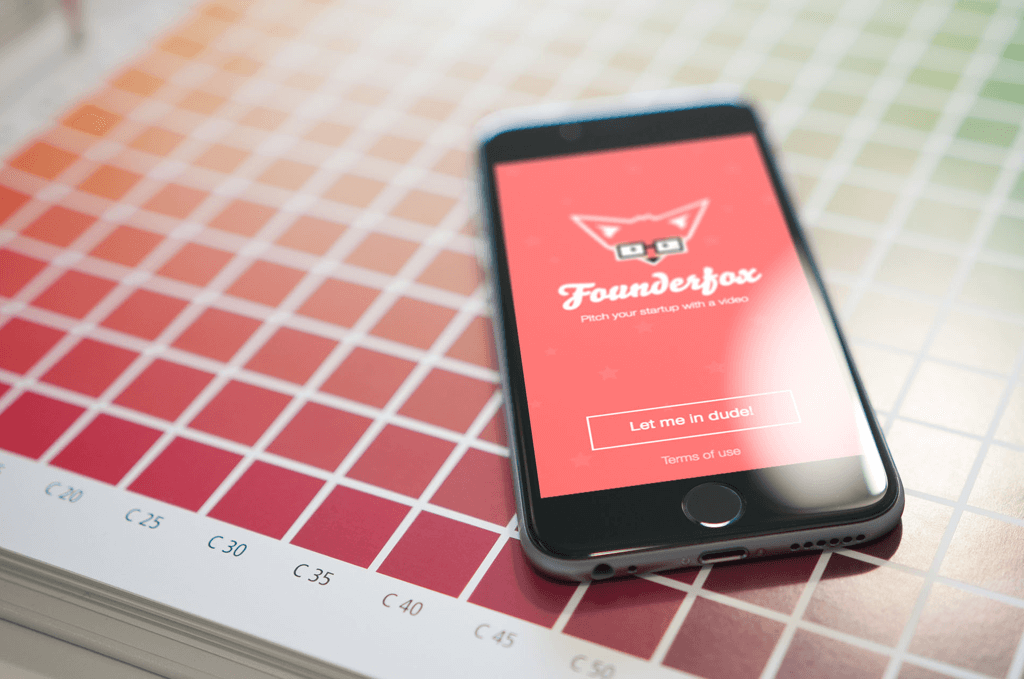 Founderfox
Pitch your startup with a video
Let me in dude!
Terms of use
C 20
C 25
C 30
C 35
C 40
C 45
C 50